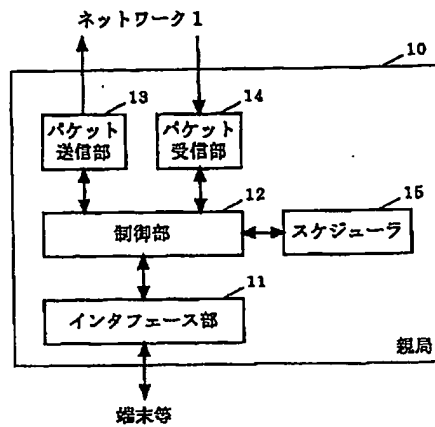 ネットワーク1
10
13
14
パケット
送信部
パケット
受信部
12
15
制御部
スケジューラ
11
インタフェース部
親局
端末等